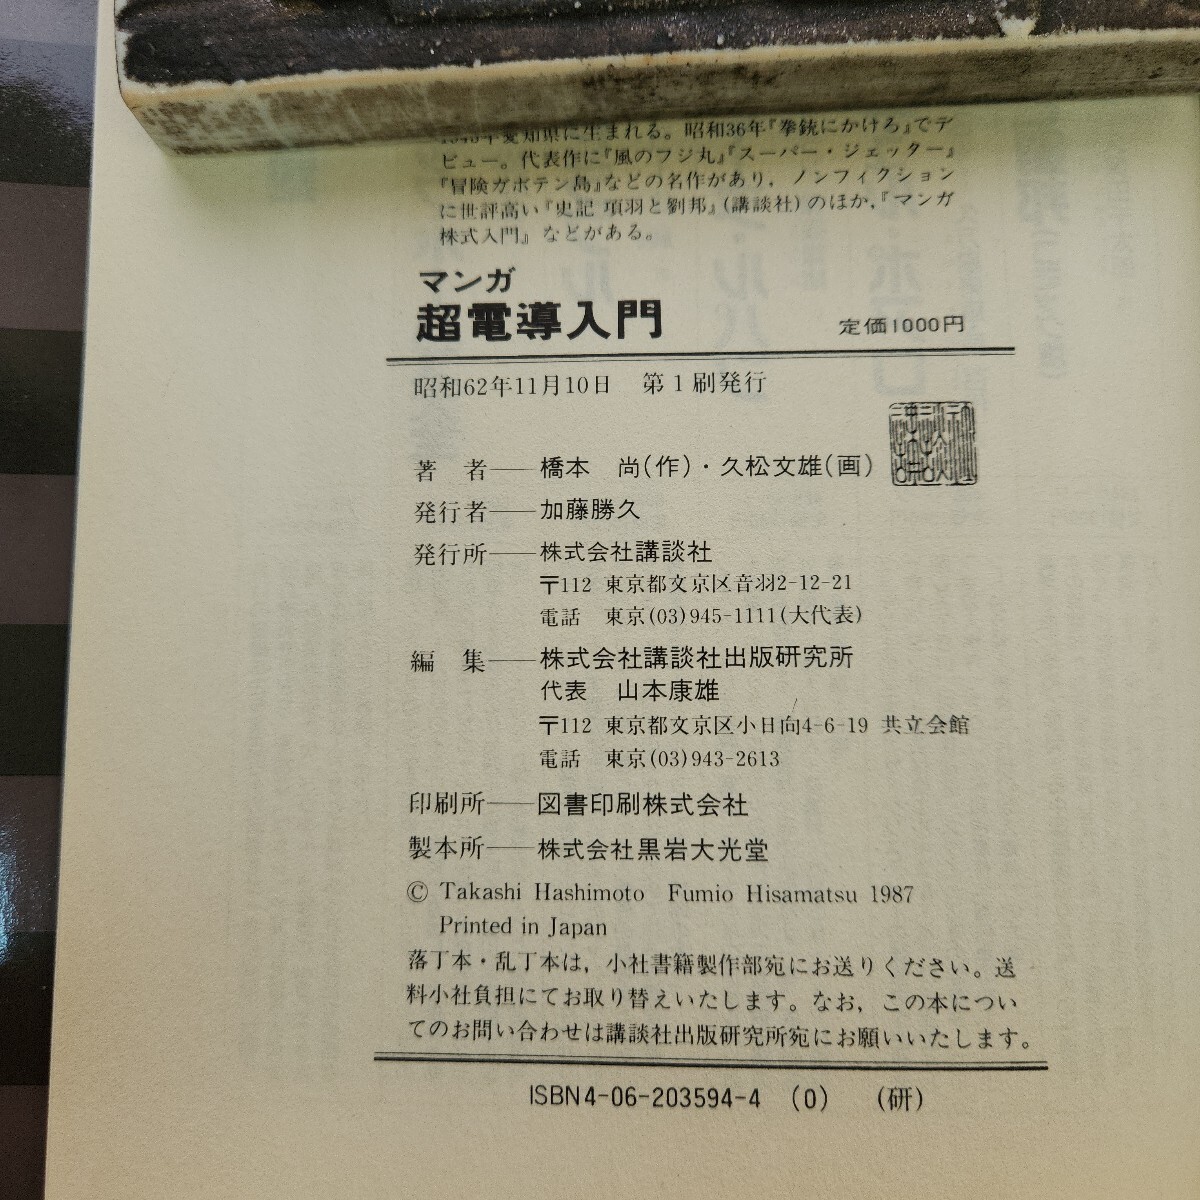 1943年愛知県に生まれる。昭和36年『拳銃にかけろ』でデ
ビュー。代表作に『風のフジ丸』『スーパー・ジェッター』
『冒険ガボテン島』などの名作があり，ノンフィクション
に世評高い『史記 項羽と劉邦』(講談社)のほか，『マンガ
株式入門』などがある。
マンガ
超電導入門 定価1000円
昭和62年11月10日 第1刷発行
著 者――橋本 尚(作)・久松文雄(画)
講談社
発行者――加藤勝久
発行所――株式会社講談社
〒112 東京都文京区音羽2-12-21
電話 東京(03)945-1111(大代表)
編 集――株式会社講談社出版研究所
代表 山本康雄
〒112 東京都文京区小日向4-6-19 共立会館
電話 東京(03)943-2613
印刷所――図書印刷株式会社
製本所――株式会社黒岩大光堂
© Takashi Hashimoto Fumio Hisamatsu 1987
Printed in Japan
落丁本・乱丁本は，小社書籍製作部宛にお送りください。送
料小社負担にてお取り替えいたします。なお，この本につい
てのお問い合わせは講談社出版研究所宛にお願いいたします。
ISBN4-06-203594-4 (0) (研)